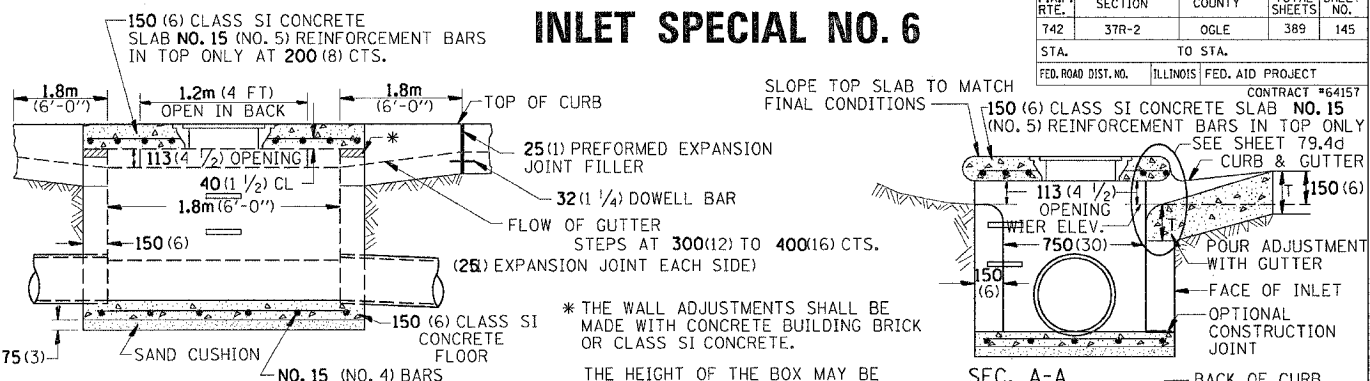 INLET SPECIAL NO. 6
RTE. SECTION COUNTY TOTAL SHEETS SHEET NO.
742 37R-2 OGLE 389 145
STA. TO STA.
FED. ROAD DIST. NO. ILLINOIS FED. AID PROJECT
CONTRACT #64157
150 (6) CLASS SI CONCRETE
SLAB NO. 15 (NO. 5) REINFORCEMENT BARS
IN TOP ONLY AT 200 (8) CTS.
1.8m
(6'-0")
1.2m (4 FT)
OPEN IN BACK
1.8m
(6'-0")
TOP OF CURB
*
25(1) PREFORMED EXPANSION
JOINT FILLER
113(4 1/2) OPENING
40(1 1/2) CL
1.8m(6'-0")
32(1 1/4) DOWELL BAR
FLOW OF GUTTER
STEPS AT 300(12) TO 400(16) CTS.
150(6)
(25(1) EXPANSION JOINT EACH SIDE)
150 (6) CLASS SI
CONCRETE
FLOOR
75(3)
SAND CUSHION
NO. 15 (NO. 4) BARS
* THE WALL ADJUSTMENTS SHALL BE
MADE WITH CONCRETE BUILDING BRICK
OR CLASS SI CONCRETE.
THE HEIGHT OF THE BOX MAY BE
SLOPE TOP SLAB TO MATCH
FINAL CONDITIONS
150 (6) CLASS SI CONCRETE SLAB NO. 15
(NO. 5) REINFORCEMENT BARS IN TOP ONLY
SEE SHEET 79.4d
CURB & GUTTER
113 (4 1/2)
OPENING
WIER ELEV.
T
T
150(6)
750(30)
150
(6)
POUR ADJUSTMENT
WITH GUTTER
FACE OF INLET
OPTIONAL
CONSTRUCTION
JOINT
SEC. A-A
BACK OF CURB